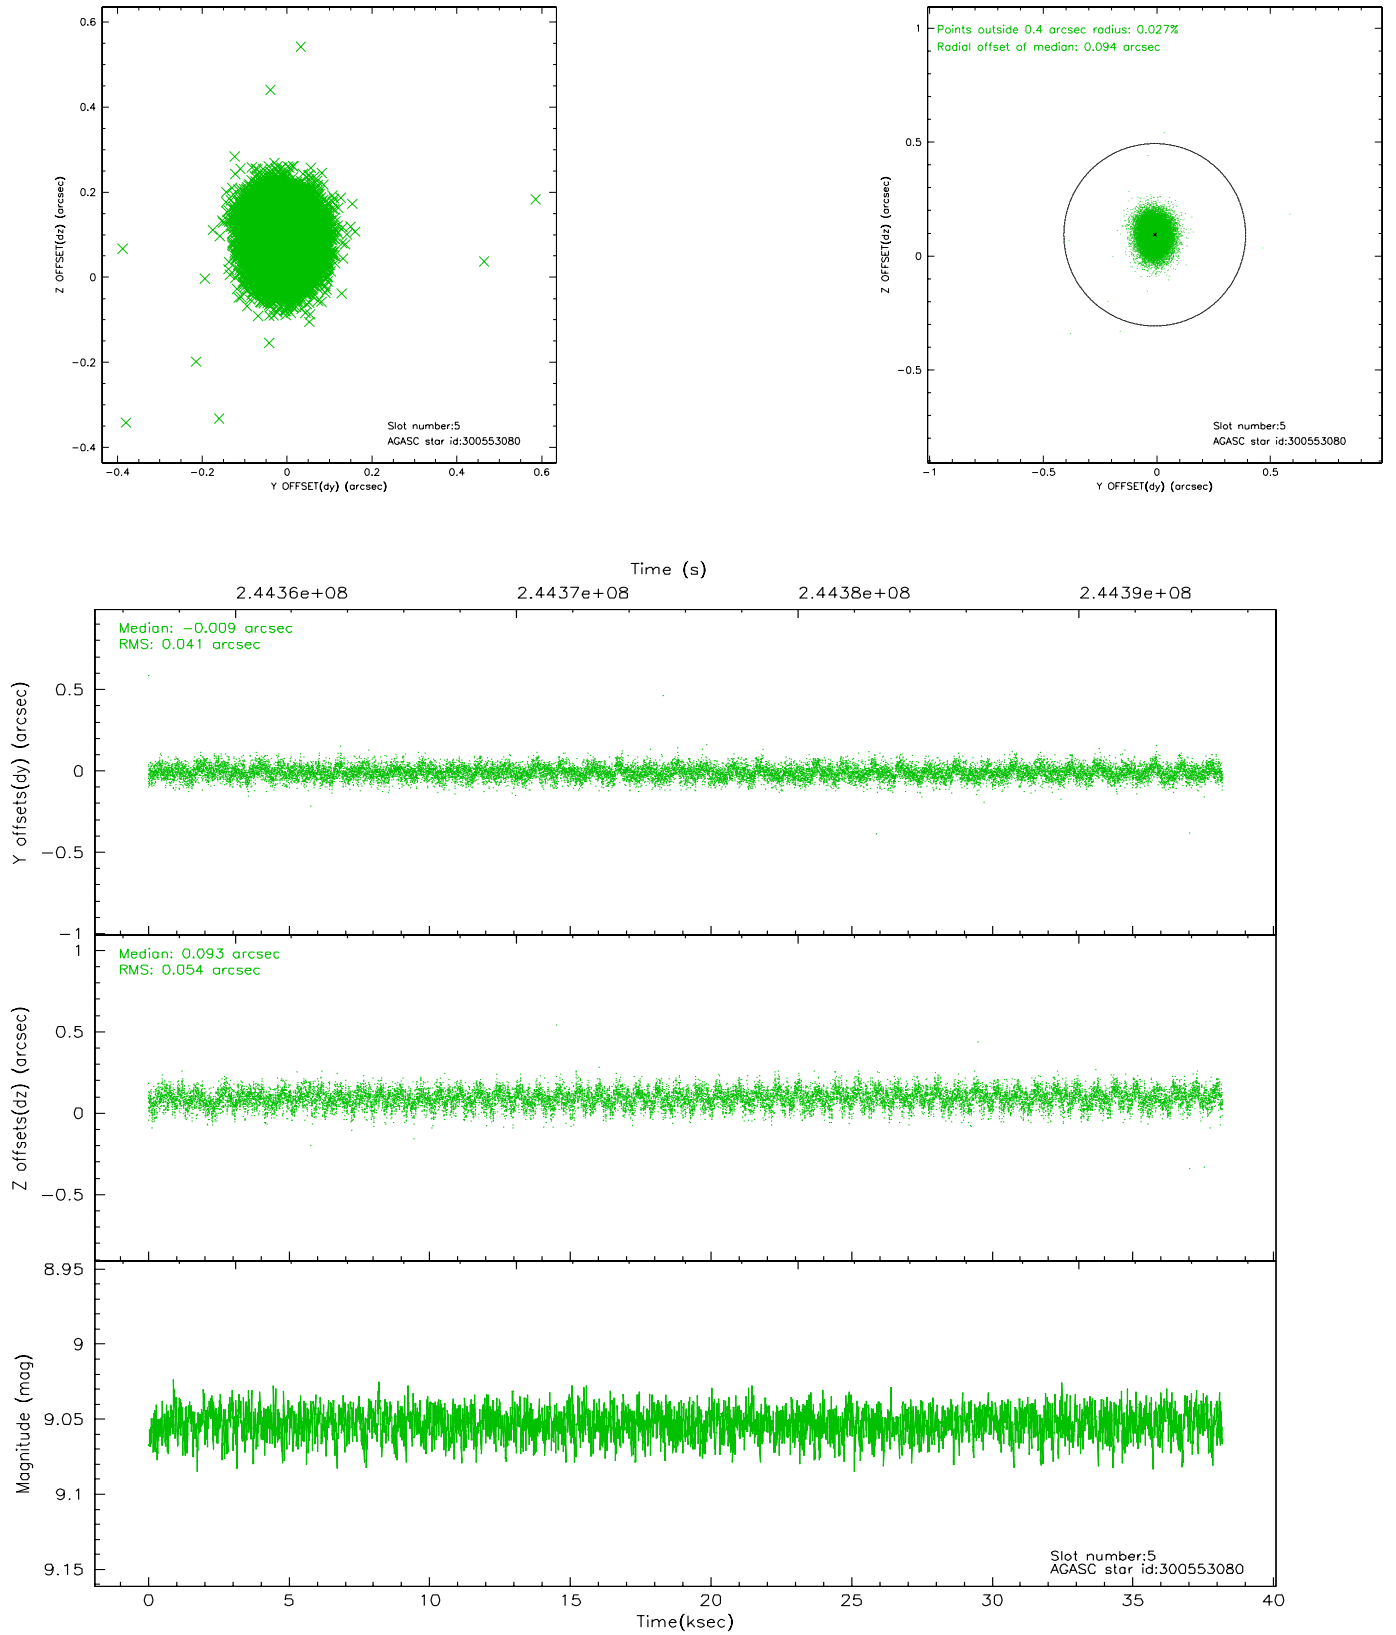 0.6
0.4
0.2
0
−0.2
−0.4
Z OFFSET(dz) (arcsec)
Slot number:5
AGASC star id:300553080
−0.4 −0.2 0 0.2 0.4 0.6
Y OFFSET(dy) (arcsec)
Points outside 0.4 arcsec radius: 0.027%
Radial offset of median: 0.094 arcsec
1
0.5
0
−0.5
Z OFFSET(dz) (arcsec)
Slot number:5
AGASC star id:300553080
−1 −0.5 0 0.5
Y OFFSET(dy) (arcsec)
Time (s)
2.4436e+08 2.4437e+08 2.4438e+08 2.4439e+08
Median: −0.009 arcsec
RMS: 0.041 arcsec
0.5
0
−0.5
−1
Y offsets(dy) (arcsec)
Median: 0.093 arcsec
RMS: 0.054 arcsec
1
0.5
0
−0.5
Z offsets(dz) (arcsec)
8.95
9
9.05
9.1
9.15
Magnitude (mag)
Slot number:5
AGASC star id:300553080
0 5 10 15 20 25 30 35 40
Time(ksec)